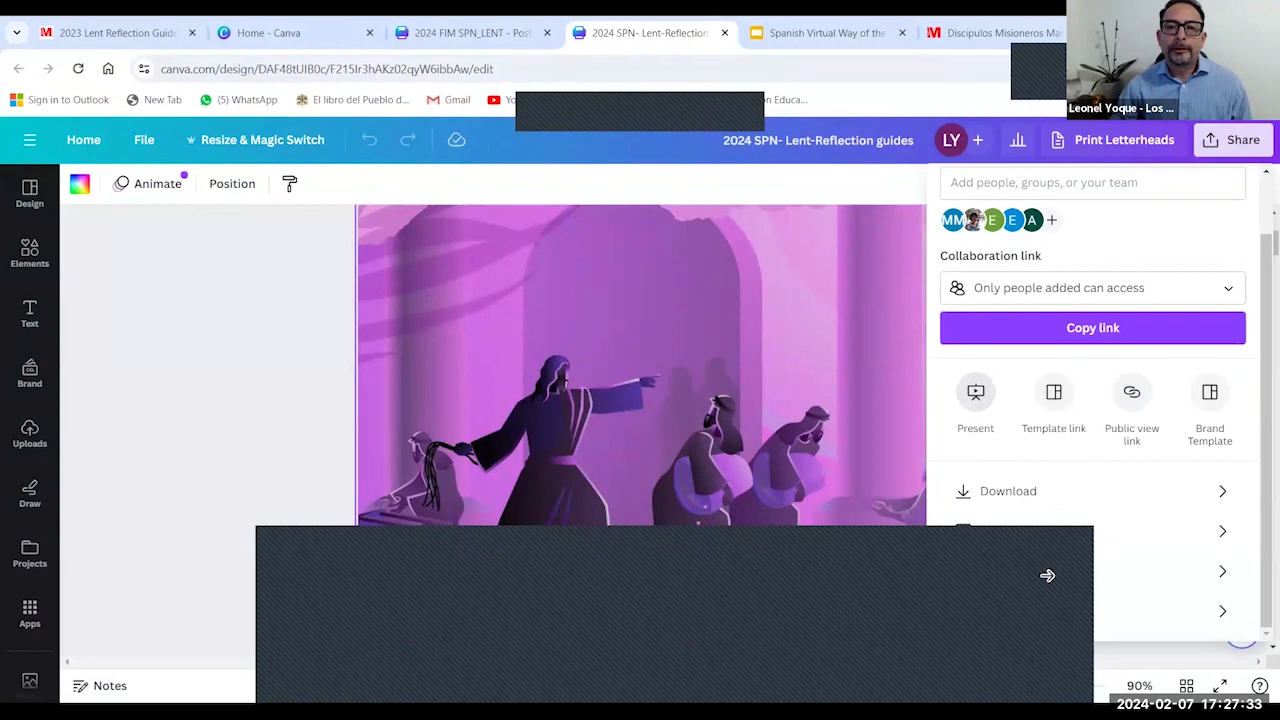 2023 Lent Reflection Guide
Home - Canva
2024 FIM SPN_LENT - Post
2024 SPN- Lent-Reflection
Spanish Virtual Way of the
Discipulos Misioneros Ma
canva.com/design/DAF48tUIB0c/F215Ir3hAKz02qyW6ibbAw/edit
Sign in to Outlook
New Tab
(5) WhatsApp
El libro del Pueblo d...
Gmail
Leonel Yoque - Los ...
Home
File
Resize & Magic Switch
2024 SPN- Lent-Reflection guides
LY
Print Letterheads
Share
Design
Elements
Text
Brand
Uploads
Draw
Projects
Apps
Animate
Position
Add people, groups, or your team
MM
E
E
A
Collaboration link
Only people added can access
Copy link
Present
Template link
Public view link
Brand Template
Download
Notes
90%
2024-02-07 17:27:33